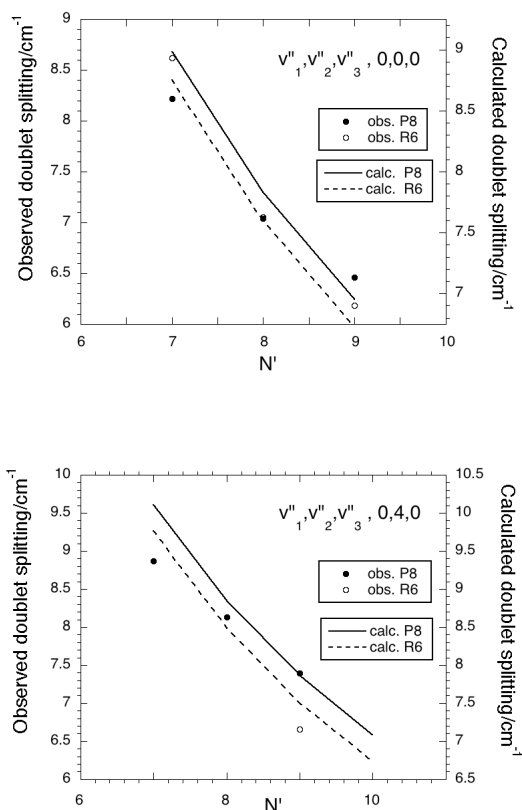 Observed doublet splitting/cm⁻¹
9
8.5
8
7.5
7
6.5
6
v"₁,v"₂,v"₃ , 0,0,0
obs. P8
obs. R6
calc. P8
calc. R6
9
8.5
8
7.5
7
Calculated doublet splitting/cm⁻¹
6 7 8 9 10
N'
Observed doublet splitting/cm⁻¹
10
9.5
9
8.5
8
7.5
7
6.5
6
v"₁,v"₂,v"₃ , 0,4,0
obs. P8
obs. R6
calc. P8
calc. R6
10.5
10
9.5
9
8.5
8
7.5
7
6.5
Calculated doublet splitting/cm⁻¹
6 7 8 9 10
N'